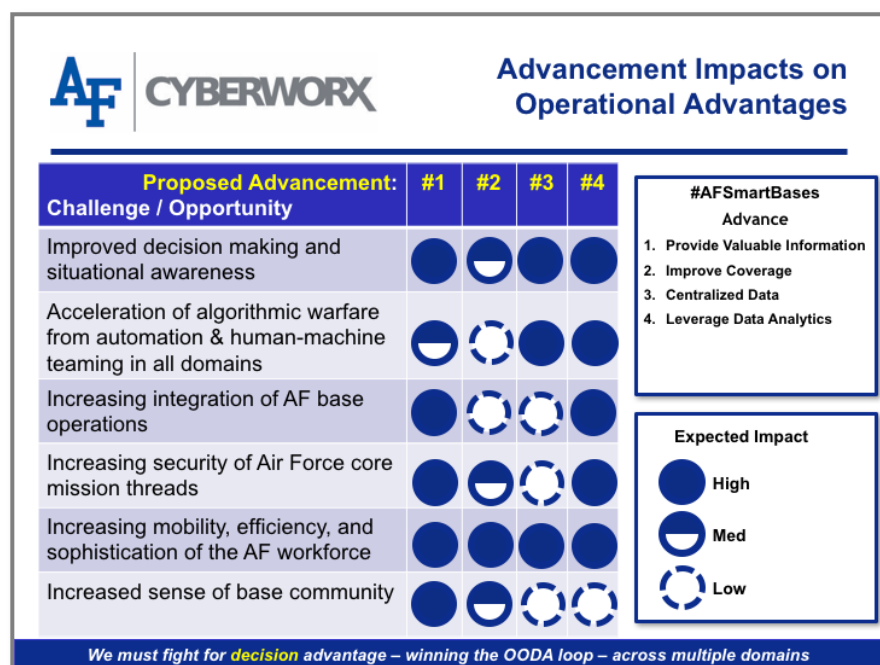 AF CYBERWORX
Advancement Impacts on
Operational Advantages
Proposed Advancement: #1 #2 #3 #4
Challenge / Opportunity
Improved decision making and
situational awareness
Acceleration of algorithmic warfare
from automation & human-machine
teaming in all domains
Increasing integration of AF base
operations
Increasing security of Air Force core
mission threads
Increasing mobility, efficiency, and
sophistication of the AF workforce
Increased sense of base community
#AFSmartBases
Advance
1. Provide Valuable Information
2. Improve Coverage
3. Centralized Data
4. Leverage Data Analytics
Expected Impact
High
Med
Low
We must fight for decision advantage – winning the OODA loop – across multiple domains